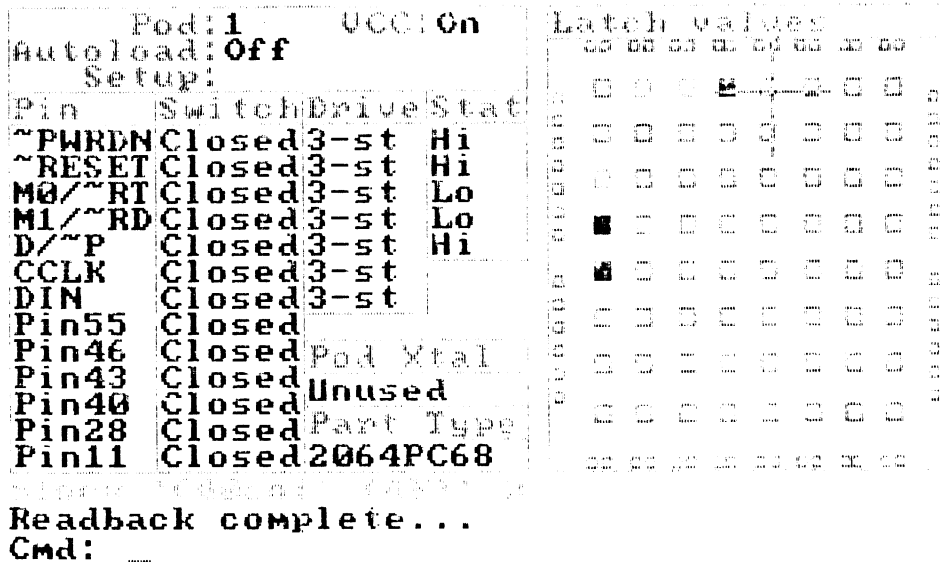 Pod:1 VCC:On
Latch values
Autoload:Off
Setup:
Pin Switch Drive Stat
~PWRDN Closed 3-st Hi
~RESET Closed 3-st Hi
M0/~RT Closed 3-st Lo
M1/~RD Closed 3-st Lo
D/~P Closed 3-st Hi
CCLK Closed 3-st
DIN Closed 3-st
Pin55 Closed
Pin46 Closed
Pod Xtal
Pin43 Closed
Unused
Pin40 Closed
Part Type
Pin28 Closed
Pin11 Closed 2064PC68
Readback complete...
Cmd: _